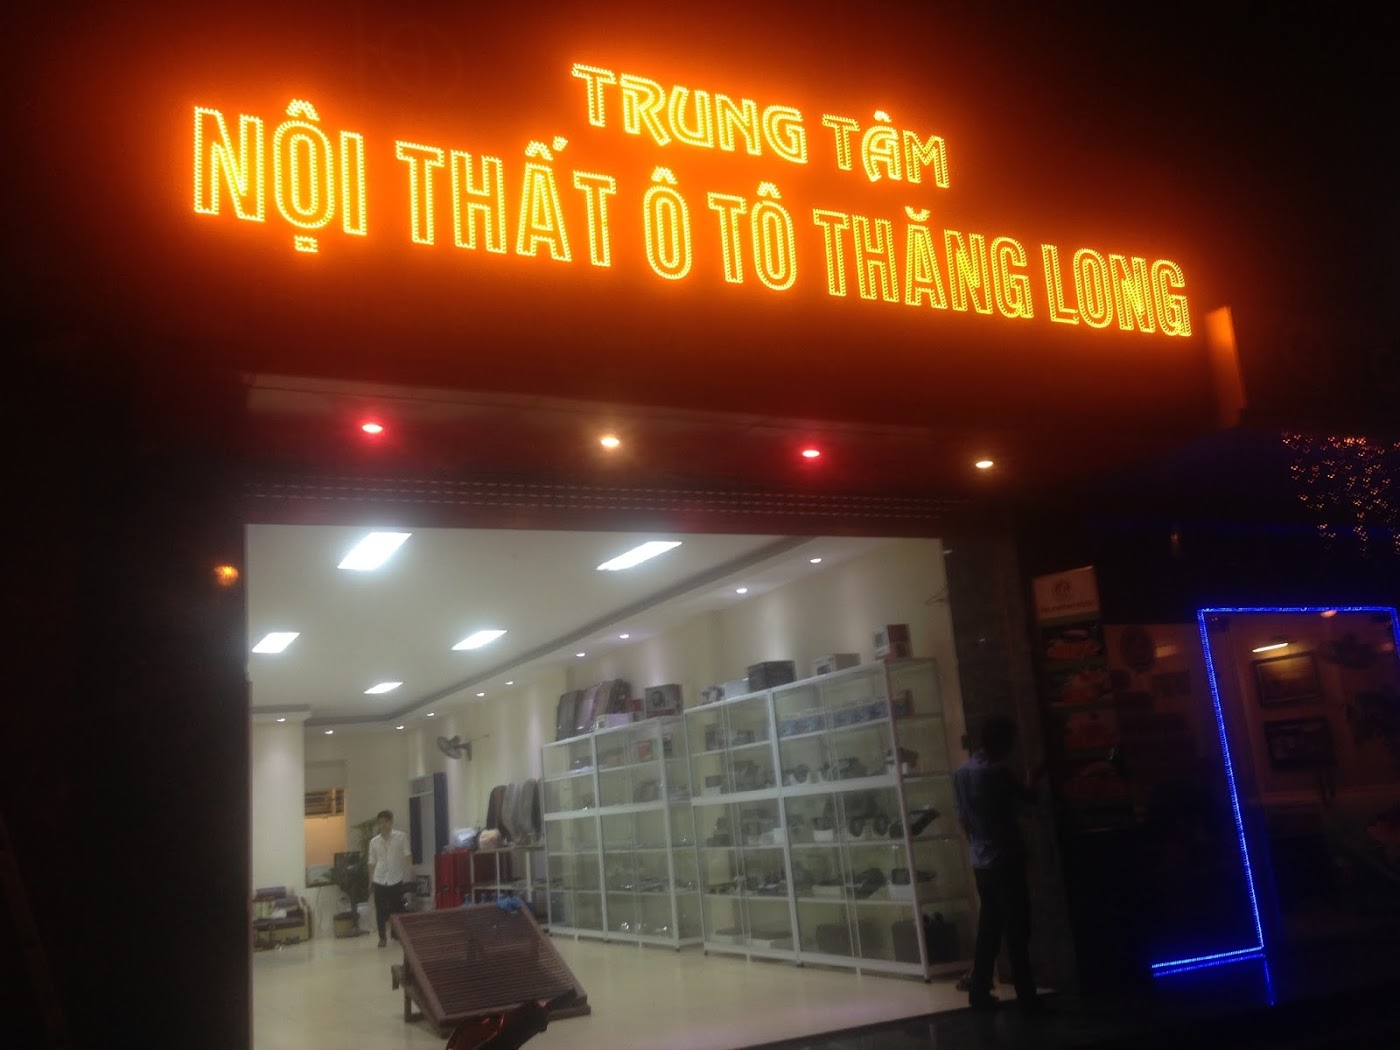 TRUNG TÂM
NỘI THẤT Ô TÔ THĂNG LONG